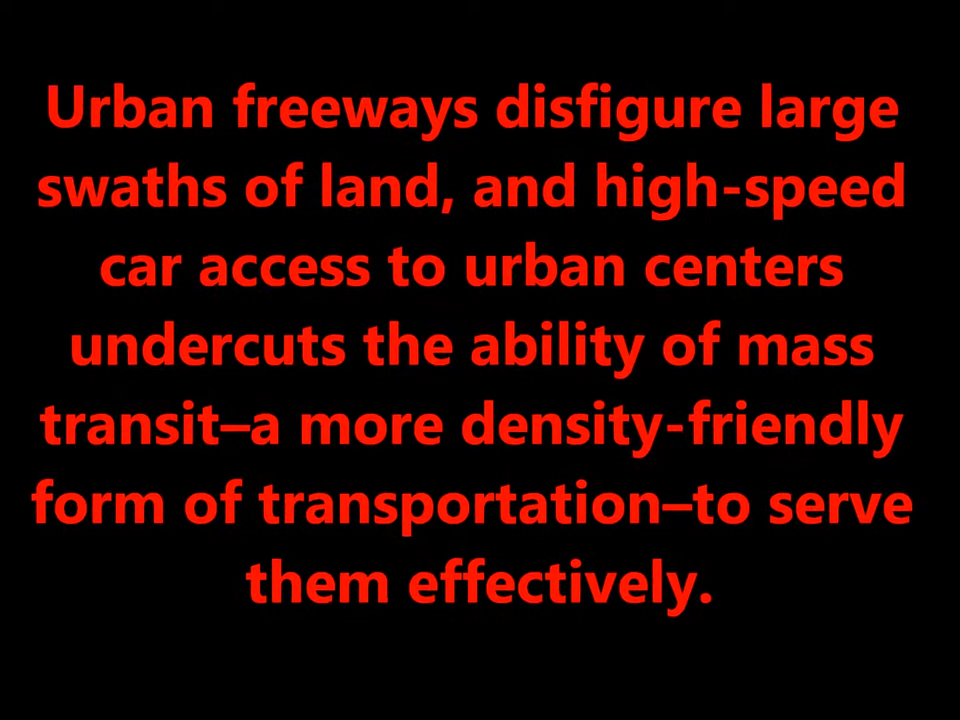 Urban freeways disfigure large
swaths of land, and high-speed
car access to urban centers
undercuts the ability of mass
transit–a more density-friendly
form of transportation–to serve
them effectively.